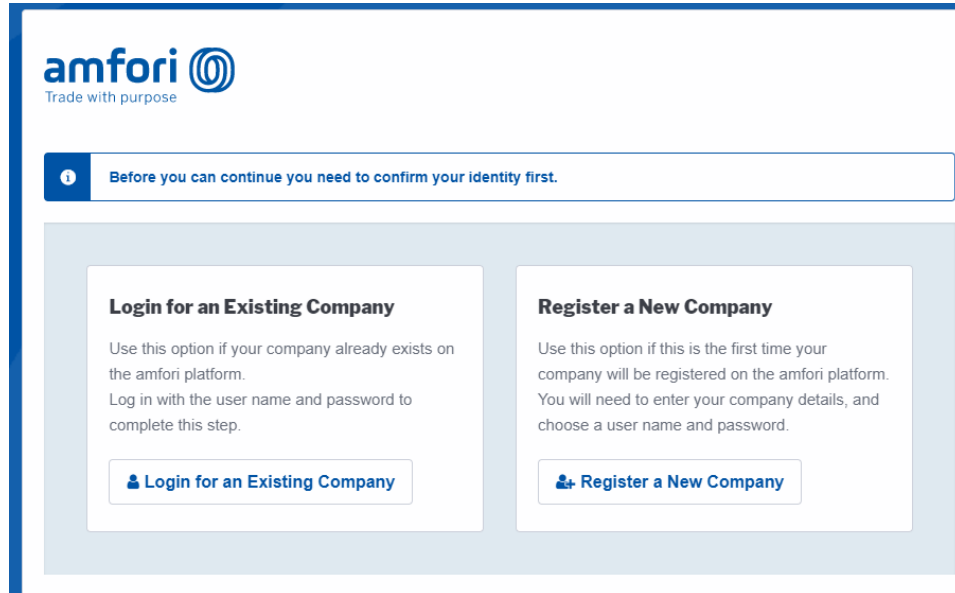 amfori
Trade with purpose
Before you can continue you need to confirm your identity first.
Login for an Existing Company
Use this option if your company already exists on
the amfori platform.
Log in with the user name and password to
complete this step.
Login for an Existing Company
Register a New Company
Use this option if this is the first time your
company will be registered on the amfori platform.
You will need to enter your company details, and
choose a user name and password.
Register a New Company